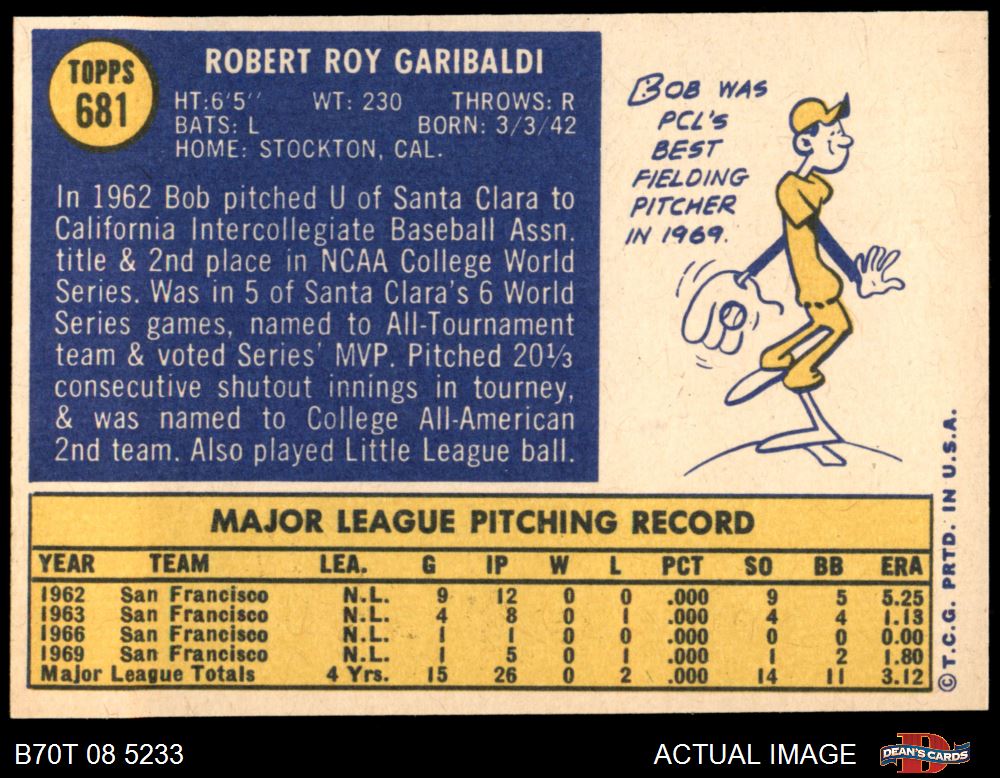 TOPPS
681
ROBERT ROY GARIBALDI
HT:6'5" WT: 230 THROWS: R
BATS: L BORN: 3/3/42
HOME: STOCKTON, CAL.
In 1962 Bob pitched U of Santa Clara to
California Intercollegiate Baseball Assn.
title & 2nd place in NCAA College World
Series. Was in 5 of Santa Clara's 6 World
Series games, named to All-Tournament
team & voted Series' MVP. Pitched 20⅓
consecutive shutout innings in tourney,
& was named to College All-American
2nd team. Also played Little League ball.
BOB WAS
PCL'S
BEST
FIELDING
PITCHER
IN 1969.
MAJOR LEAGUE PITCHING RECORD
YEAR TEAM LEA. G IP W L PCT SO BB ERA
1962 San Francisco N.L. 9 12 0 0 .000 9 5 5.25
1963 San Francisco N.L. 4 8 0 1 .000 4 4 1.13
1966 San Francisco N.L. 1 1 0 0 .000 0 0 0.00
1969 San Francisco N.L. 1 5 0 1 .000 1 2 1.80
Major League Totals 4 Yrs. 15 26 0 2 .000 14 11 3.12
©T.C.G. PRTD. IN U.S.A.
B70T 08 5233
ACTUAL IMAGE
D
DEAN'S CARDS